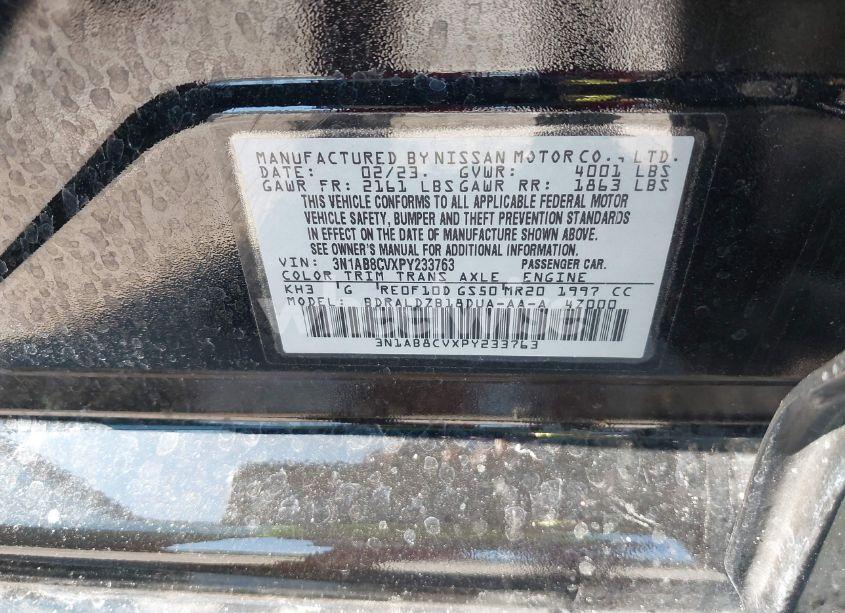 MANUFACTURED BY NISSAN MOTOR CO., LTD.
DATE: 02/23. GVWR: 4001 LBS
GAWR FR: 2161 LBS GAWR RR: 1863 LBS
THIS VEHICLE CONFORMS TO ALL APPLICABLE FEDERAL MOTOR
VEHICLE SAFETY, BUMPER AND THEFT PREVENTION STANDARDS
IN EFFECT ON THE DATE OF MANUFACTURE SHOWN ABOVE.
SEE OWNER'S MANUAL FOR ADDITIONAL INFORMATION.
VIN: 3N1AB8CVXPY233763 PASSENGER CAR.
COLOR TRIM TRANS AXLE ENGINE
KH3 G RE0F10D GS50 MR20 1997 CC
MODEL: BDRALDZB18DUA-AA-A 47000
3N1AB8CVXPY233763